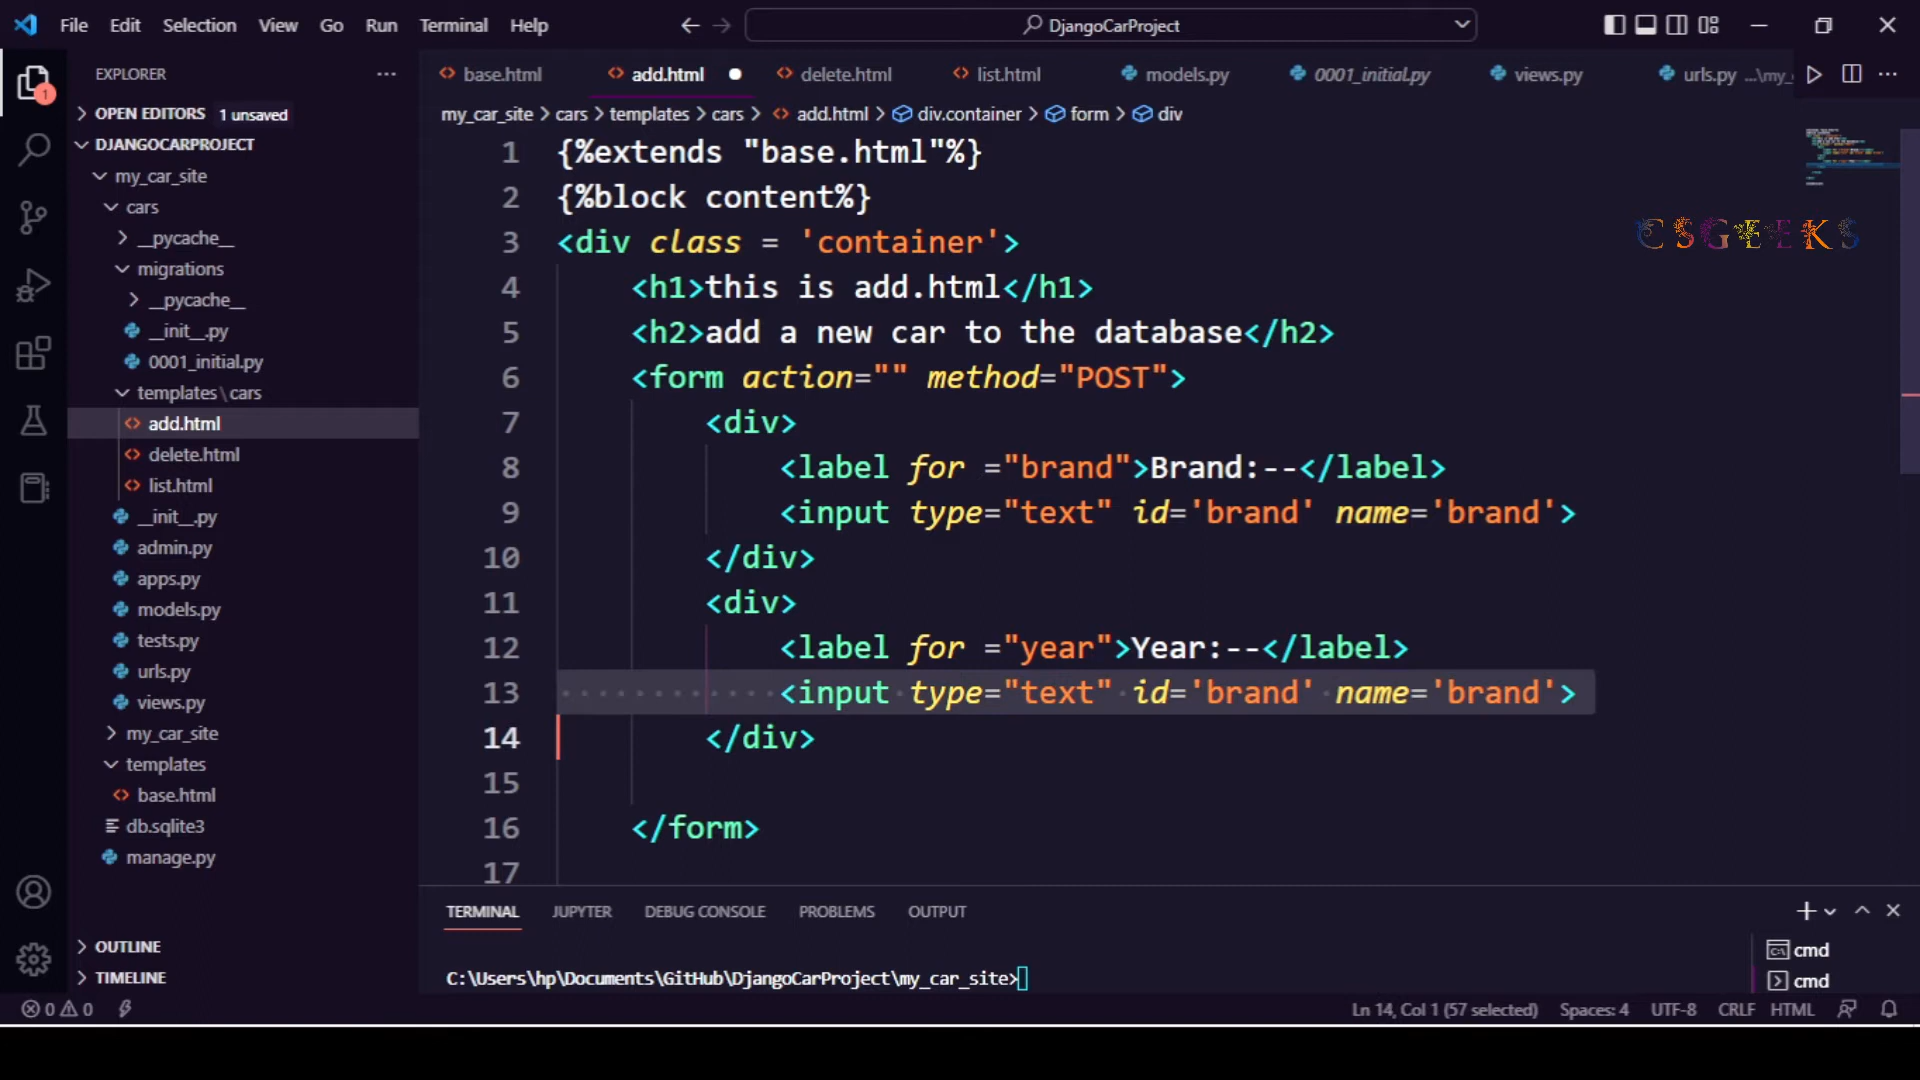 File Edit Selection View Go Run Terminal Help DjangoCarProject
EXPLORER
OPEN EDITORS 1 unsaved
DJANGOCARPROJECT
my_car_site
cars
__pycache__
migrations
__pycache__
__init__.py
0001_initial.py
templates\cars
add.html
delete.html
list.html
__init__.py
admin.py
apps.py
models.py
tests.py
urls.py
views.py
my_car_site
templates
base.html
db.sqlite3
manage.py
OUTLINE
TIMELINE
1
base.html add.html delete.html list.html models.py 0001_initial.py views.py urls.py ...\my_c
my_car_site > cars > templates > cars > add.html > div.container > form > div
CSGEEKS
1 {%extends "base.html"%}
2 {%block content%}
3 <div class = 'container'>
4 <h1>this is add.html</h1>
5 <h2>add a new car to the database</h2>
6 <form action="" method="POST">
7 <div>
8 <label for ="brand">Brand:--</label>
9 <input type="text" id='brand' name='brand'>
10 </div>
11 <div>
12 <label for ="year">Year:--</label>
13 <input type="text" id='brand' name='brand'>
14 </div>
15
16 </form>
17
TERMINAL JUPYTER DEBUG CONSOLE PROBLEMS OUTPUT
C:\Users\hp\Documents\GitHub\DjangoCarProject\my_car_site>
cmd
cmd
0 0 Ln 14, Col 1 (57 selected) Spaces: 4 UTF-8 CRLF HTML